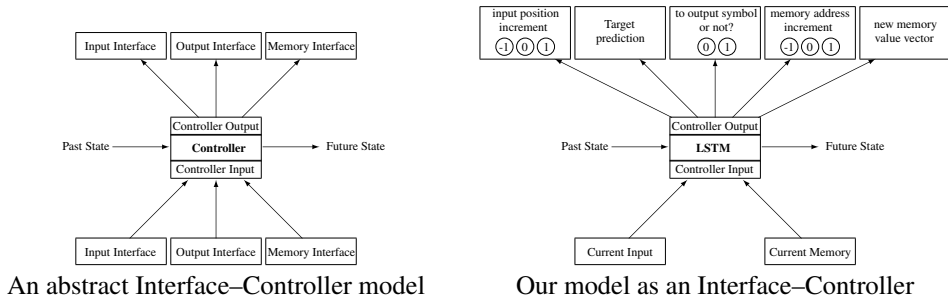 Input Interface
Output Interface
Memory Interface
Controller Output
Past State
Controller
Future State
Controller Input
Input Interface
Output Interface
Memory Interface
An abstract Interface–Controller model
input position
increment
-1 0 1
Target
prediction
to output symbol
or not?
0 1
memory address
increment
-1 0 1
new memory
value vector
Controller Output
Past State
LSTM
Future State
Controller Input
Current Input
Current Memory
Our model as an Interface–Controller